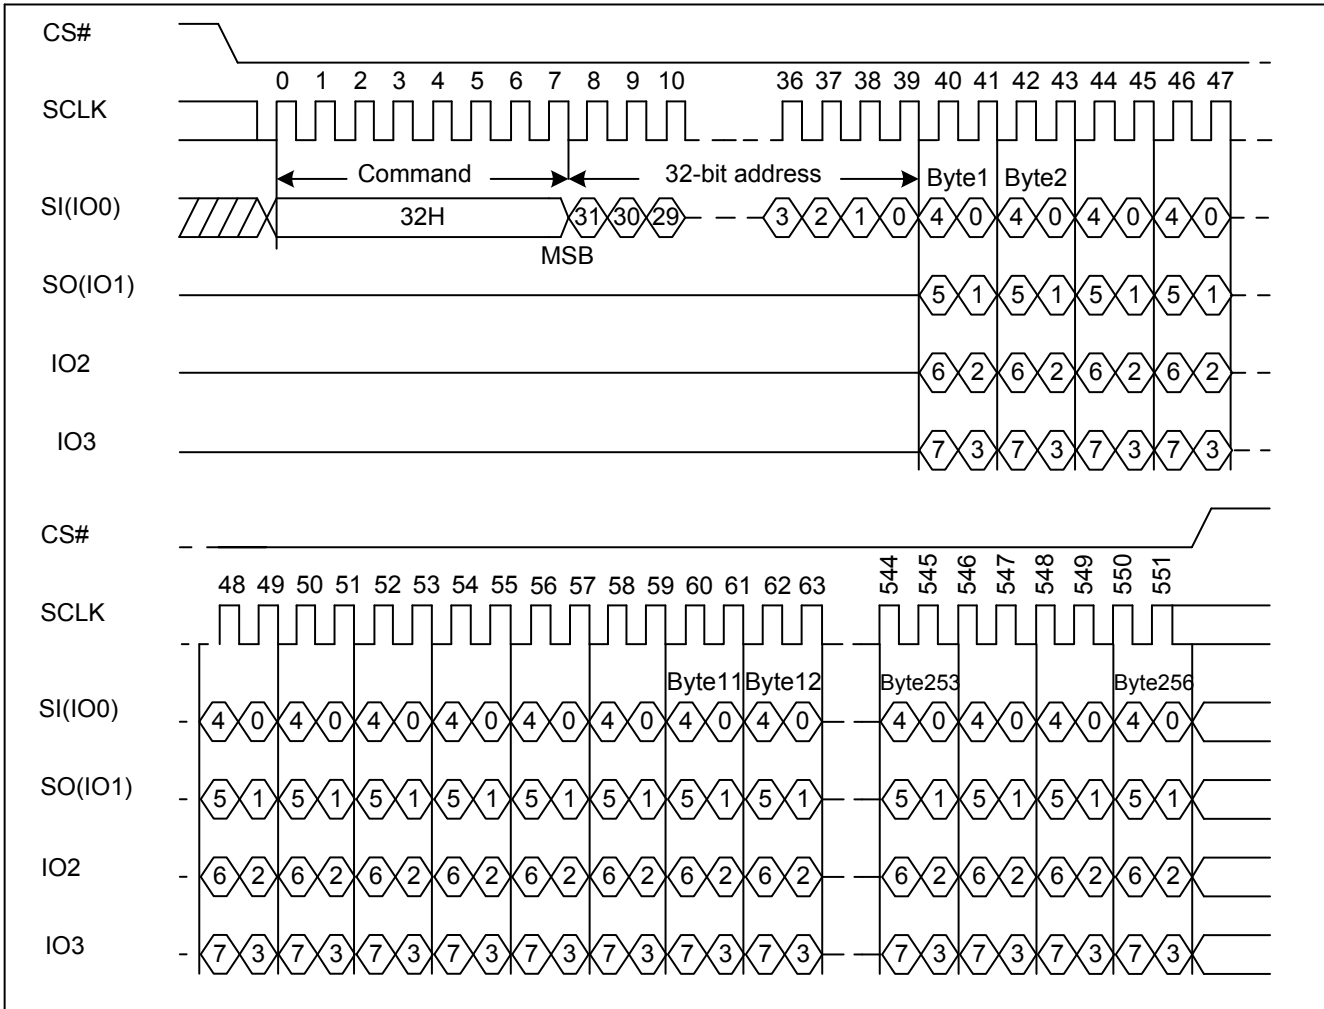 CS#
0 1 2 3 4 5 6 7 8 9 10 36 37 38 39 40 41 42 43 44 45 46 47
SCLK
Command 32-bit address Byte1 Byte2
SI(IO0) 32H 31 30 29 3 2 1 0 4 0 4 0 4 0 4 0
MSB
SO(IO1) 5 1 5 1 5 1 5 1
IO2 6 2 6 2 6 2 6 2
IO3 7 3 7 3 7 3 7 3
CS#
48 49 50 51 52 53 54 55 56 57 58 59 60 61 62 63 544 545 546 547 548 549 550 551
SCLK
Byte11 Byte12 Byte253 Byte256
SI(IO0) 4 0 4 0 4 0 4 0 4 0 4 0 4 0 4 0 4 0 4 0 4 0 4 0
SO(IO1) 5 1 5 1 5 1 5 1 5 1 5 1 5 1 5 1 5 1 5 1 5 1 5 1
IO2 6 2 6 2 6 2 6 2 6 2 6 2 6 2 6 2 6 2 6 2 6 2 6 2
IO3 7 3 7 3 7 3 7 3 7 3 7 3 7 3 7 3 7 3 7 3 7 3 7 3